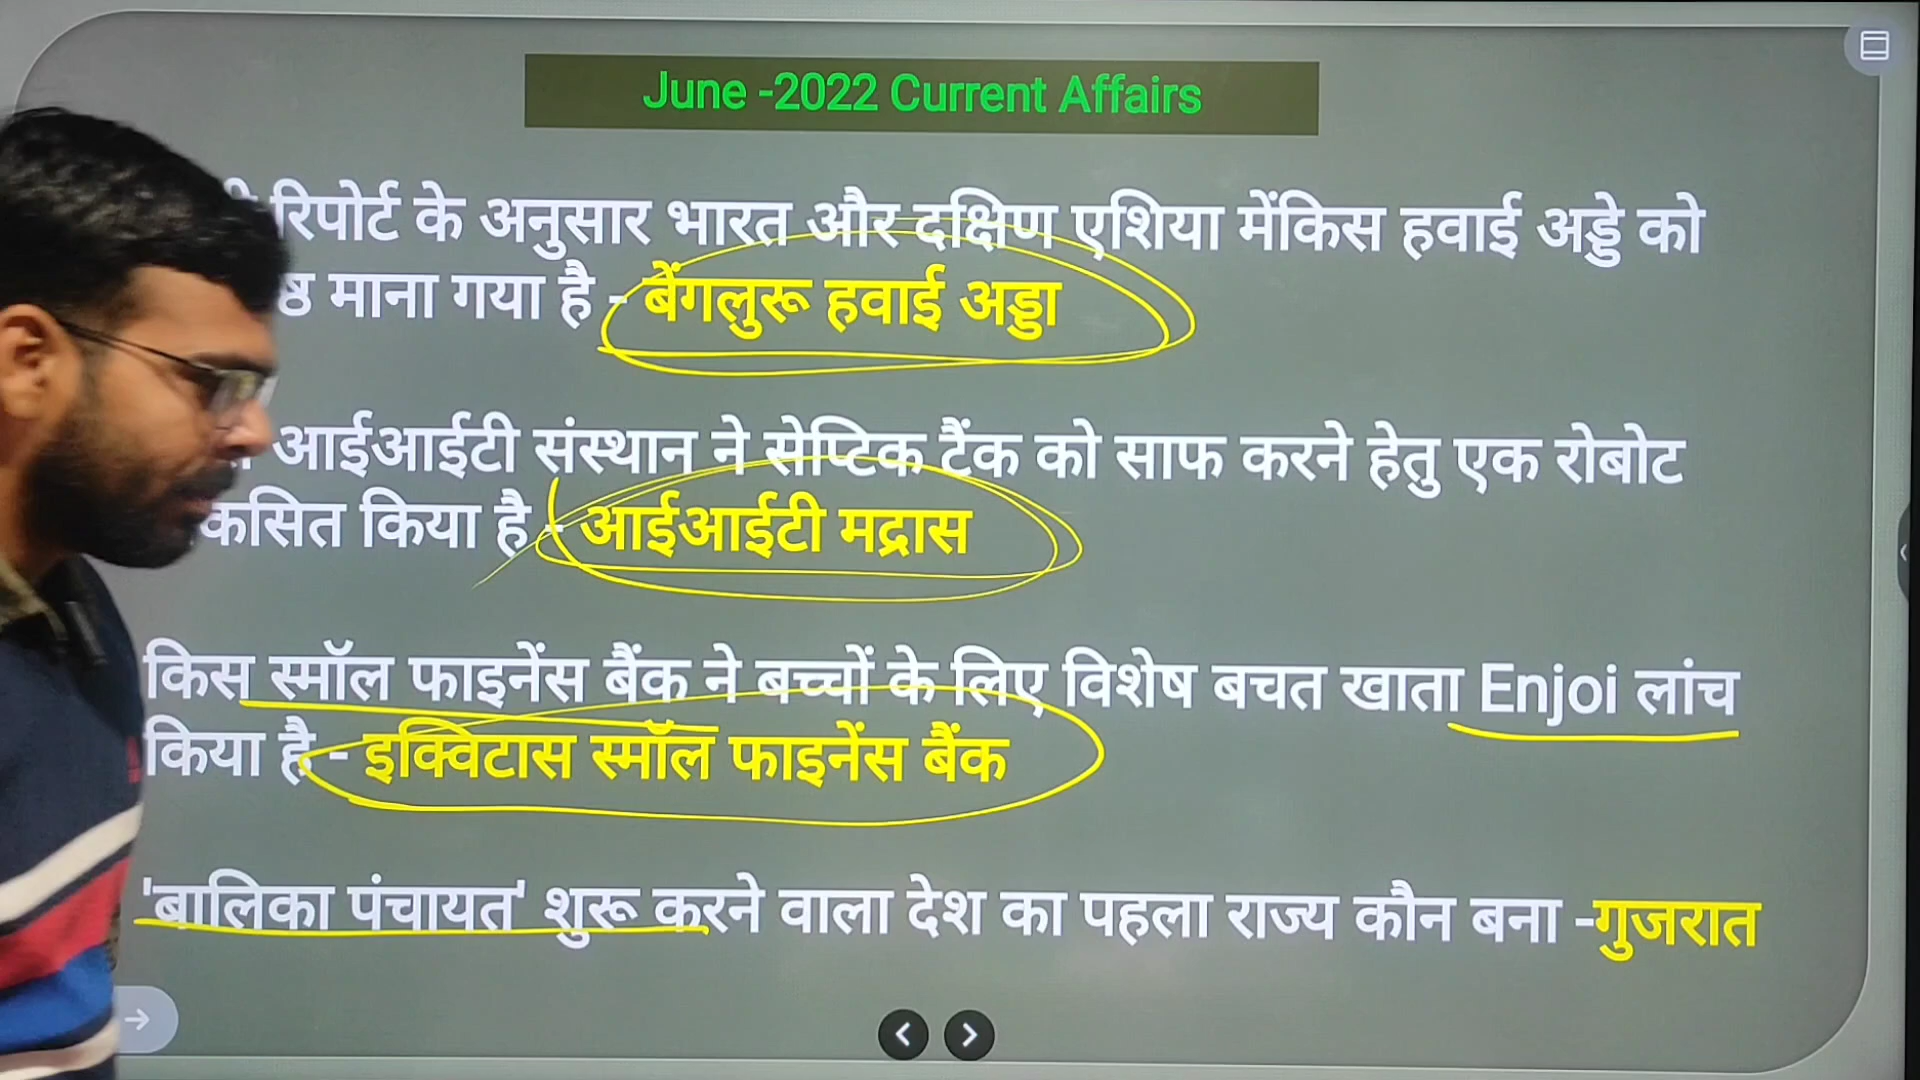 June -2022 Current Affairs
रिपोर्ट के अनुसार भारत और दक्षिण एशिया मेंकिस हवाई अड्डे को
माना गया है - बेंगलुरू हवाई अड्डा
आईआईटी संस्थान ने सेप्टिक टैंक को साफ करने हेतु एक रोबोट
किया है - आईआईटी मद्रास
किस स्मॉल फाइनेंस बैंक ने बच्चों के लिए विशेष बचत खाता Enjoi लांच
किया है - इक्विटास स्मॉल फाइनेंस बैंक
'बालिका पंचायत' शुरू करने वाला देश का पहला राज्य कौन बना -गुजरात